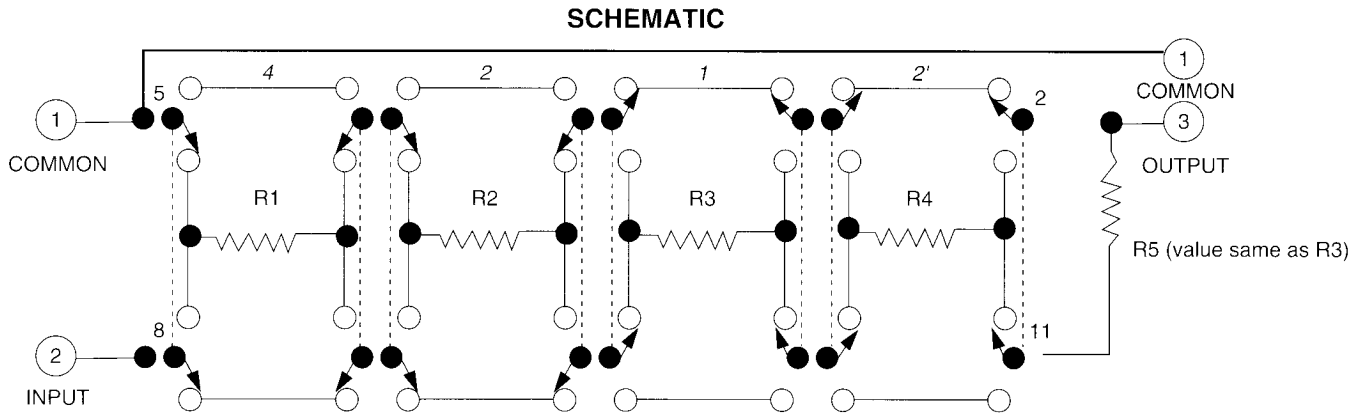 SCHEMATIC
4
2
1
2'
1
COMMON
5
1
COMMON
2
3
OUTPUT
R1
R2
R3
R4
R5 (value same as R3)
8
2
INPUT
11